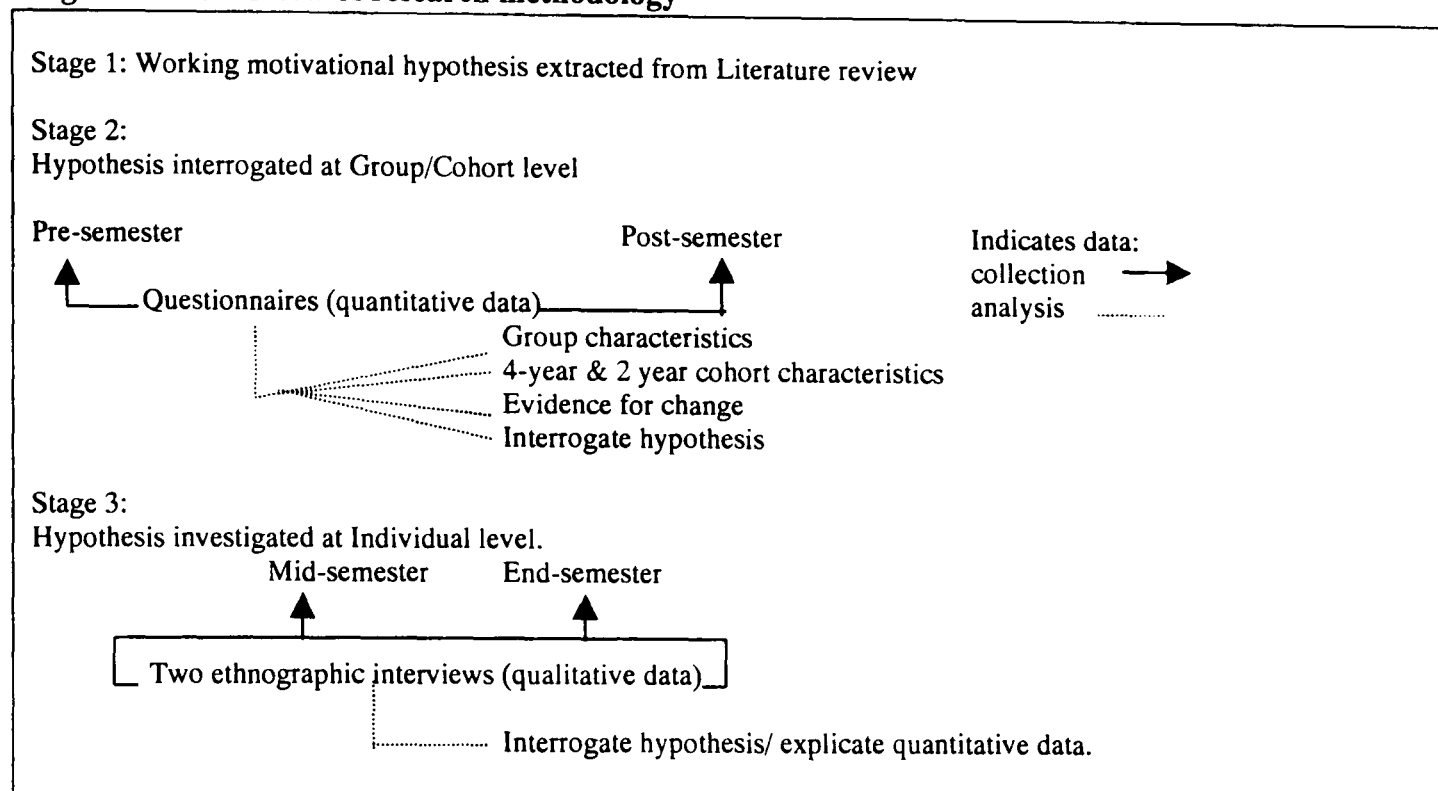 research methodology
Stage 1: Working motivational hypothesis extracted from Literature review
Stage 2:
Hypothesis interrogated at Group/Cohort level
Pre-semester
Post-semester
Indicates data:
collection
analysis
Questionnaires (quantitative data)
Group characteristics
4-year & 2 year cohort characteristics
Evidence for change
Interrogate hypothesis
Stage 3:
Hypothesis investigated at Individual level.
Mid-semester
End-semester
Two ethnographic interviews (qualitative data)
Interrogate hypothesis/ explicate quantitative data.